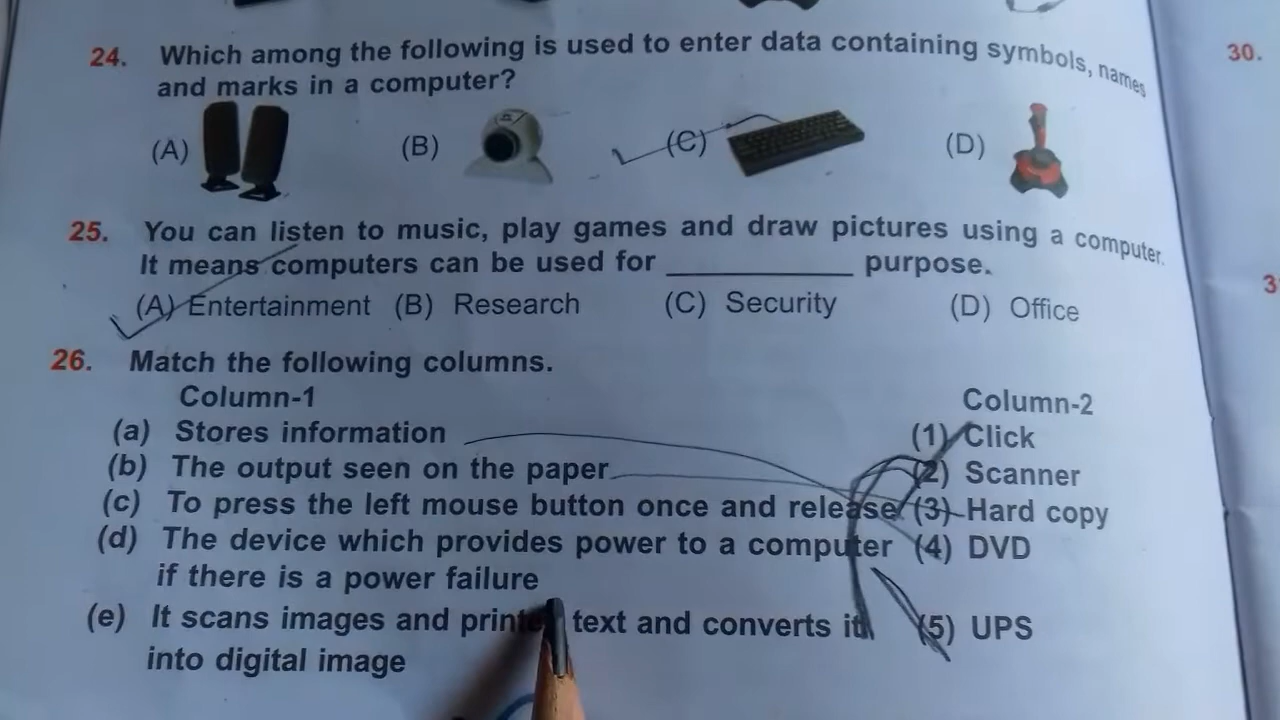 24. Which among the following is used to enter data containing symbols, names
and marks in a computer?
(A) (B) (C) (D)
25. You can listen to music, play games and draw pictures using a computer.
It means computers can be used for ____________ purpose.
(A) Entertainment (B) Research (C) Security (D) Office
26. Match the following columns.
Column-1 Column-2
(a) Stores information (1) Click
(b) The output seen on the paper (2) Scanner
(c) To press the left mouse button once and release (3) Hard copy
(d) The device which provides power to a computer (4) DVD
if there is a power failure
(e) It scans images and text and converts it (5) UPS
into digital image
30.